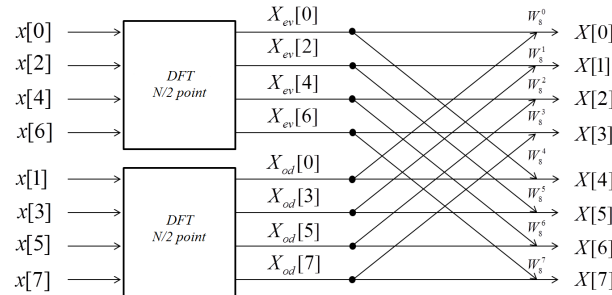 x[0] X_ev[0] W_8^0 X[0]
x[2] X_ev[2] W_8^1 X[1]
x[4] DFT N/2 point X_ev[4] W_8^2 X[2]
x[6] X_ev[6] W_8^3 X[3]
x[1] X_od[0] W_8^4 X[4]
x[3] X_od[3] W_8^5 X[5]
x[5] DFT N/2 point X_od[5] W_8^6 X[6]
x[7] X_od[7] W_8^7 X[7]